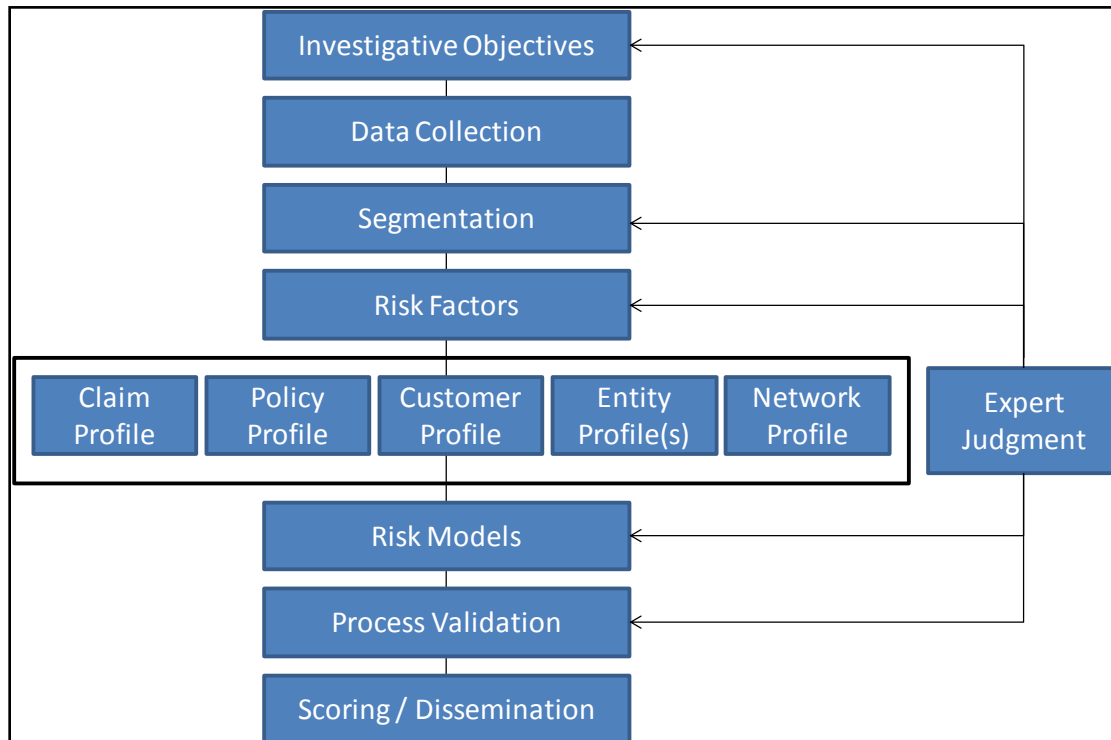 Investigative Objectives
Data Collection
Segmentation
Risk Factors
Claim
Profile
Policy
Profile
Customer
Profile
Entity
Profile(s)
Network
Profile
Expert
Judgment
Risk Models
Process Validation
Scoring / Dissemination